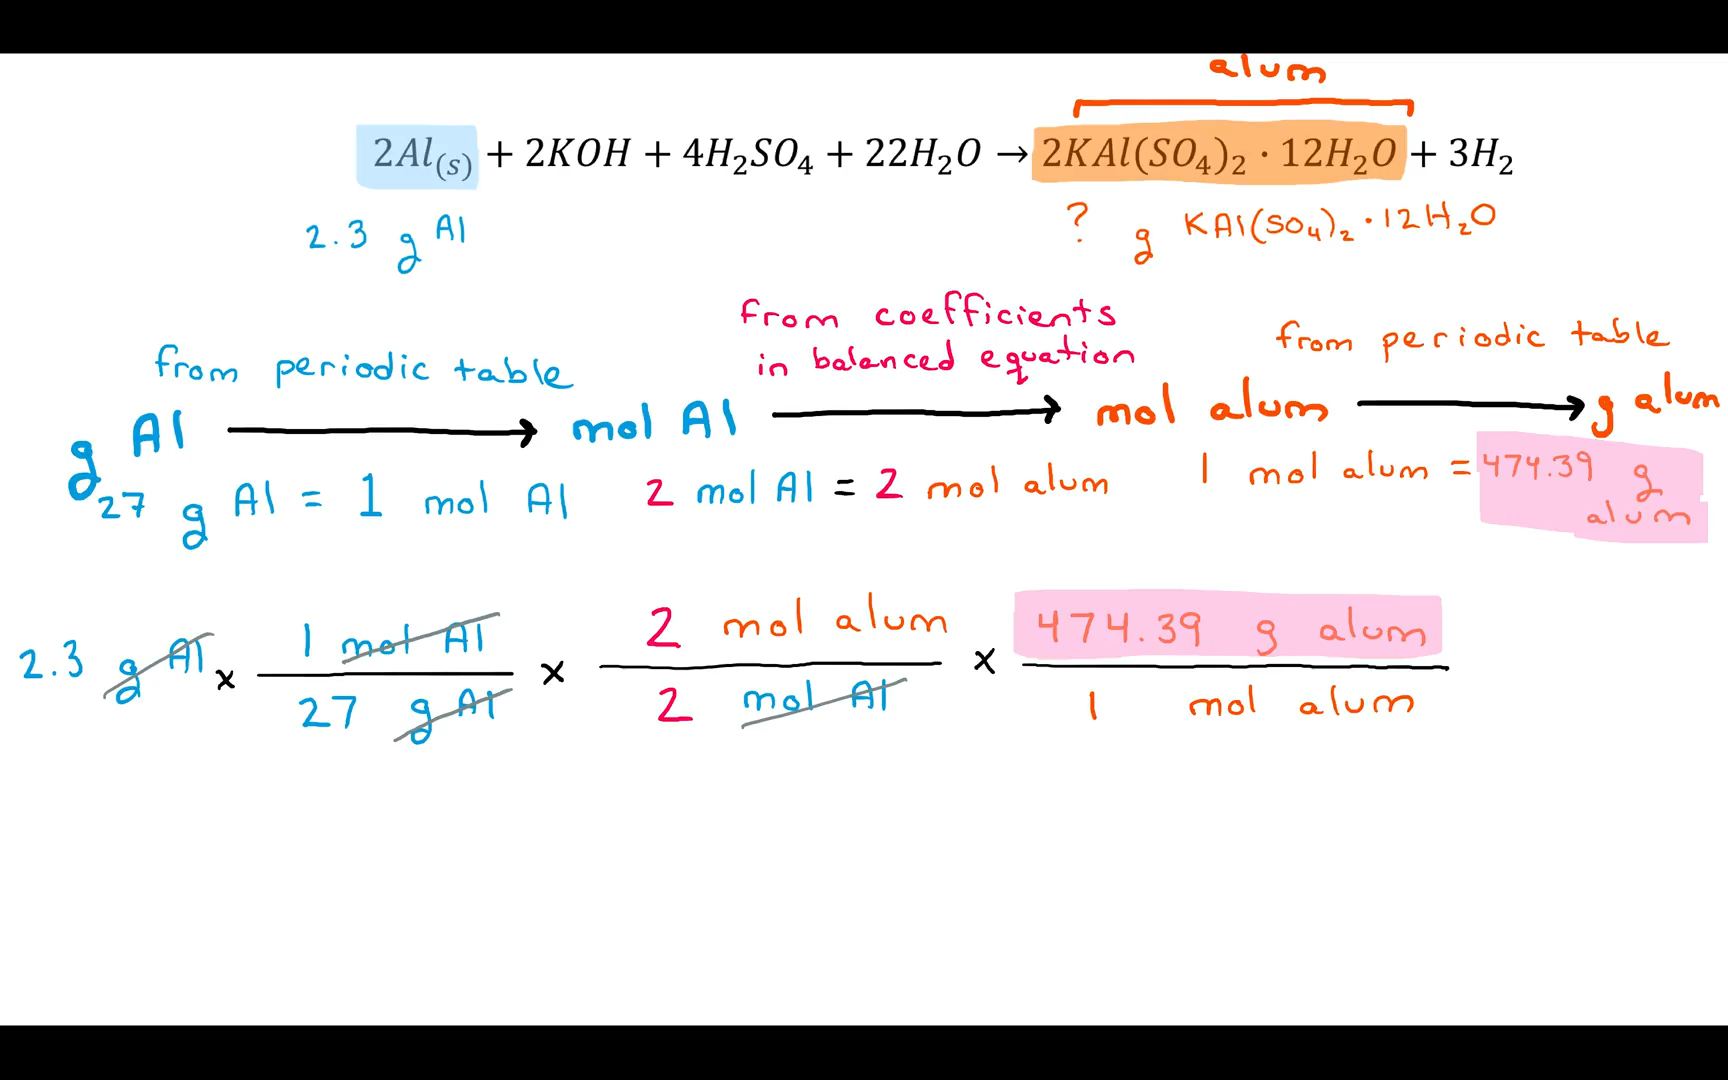 alum
2Al(s) + 2KOH + 4H₂SO₄ + 22H₂O → 2KAl(SO₄)₂ · 12H₂O + 3H₂
2.3 g Al ? g KAl(SO₄)₂ · 12H₂O
from periodic table from coefficients in balanced equation from periodic table
g Al → mol Al → mol alum → g alum
27 g Al = 1 mol Al 2 mol Al = 2 mol alum 1 mol alum = 474.39 g alum
2.3 g Al × 1 mol Al / 27 g Al × 2 mol alum / 2 mol Al × 474.39 g alum / 1 mol alum